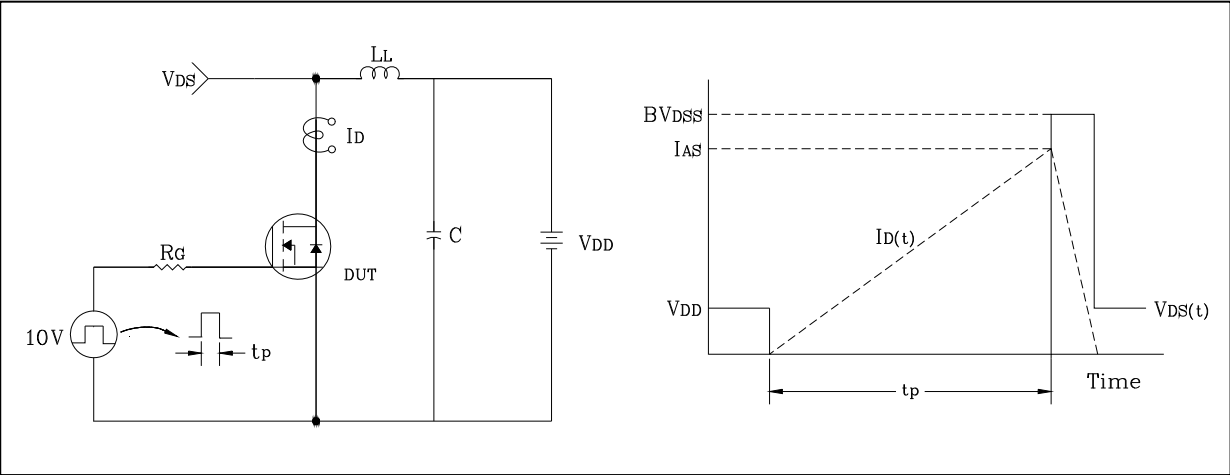 LL
VDS
ID
RG
C
VDD
DUT
10V
tp
BVDSS
IAS
ID(t)
VDD
VDS(t)
Time
tp